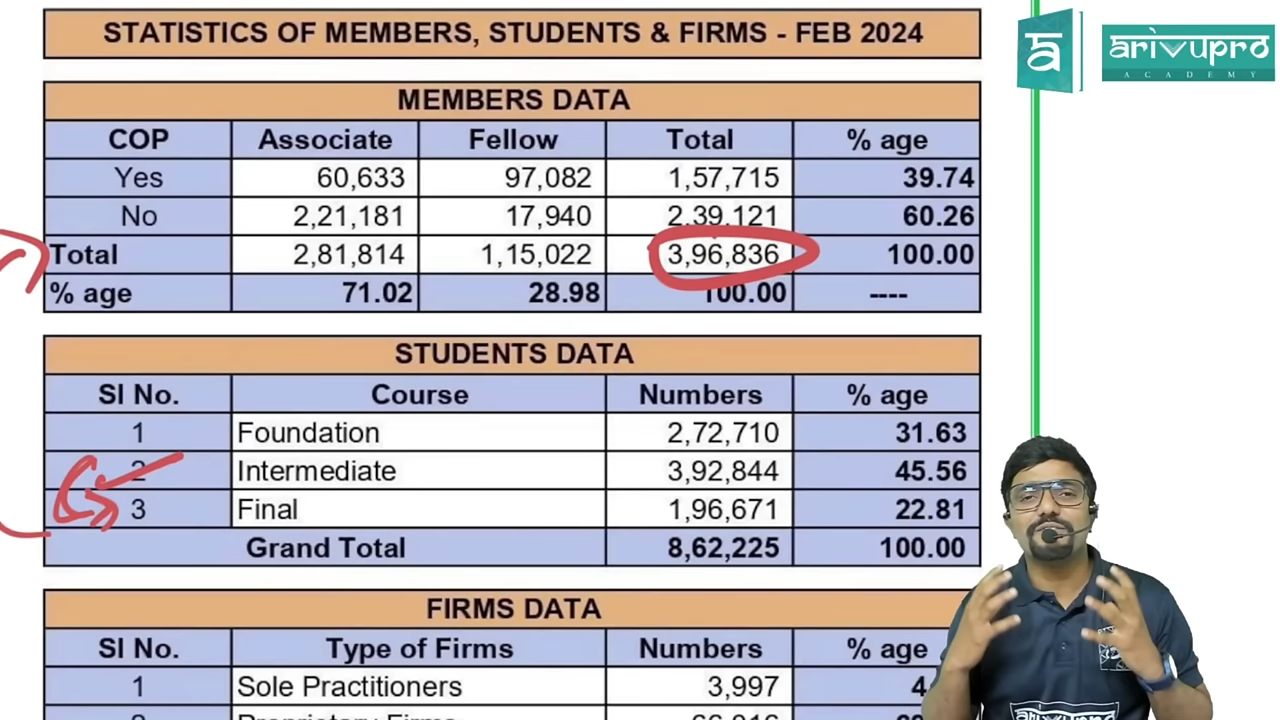 STATISTICS OF MEMBERS, STUDENTS & FIRMS - FEB 2024
ā arivupro
ACADEMY
MEMBERS DATA
COP Associate Fellow Total % age
Yes 60,633 97,082 1,57,715 39.74
No 2,21,181 17,940 2,39,121 60.26
Total 2,81,814 1,15,022 3,96,836 100.00
% age 71.02 28.98 100.00 ----
STUDENTS DATA
SI No. Course Numbers % age
1 Foundation 2,72,710 31.63
2 Intermediate 3,92,844 45.56
3 Final 1,96,671 22.81
Grand Total 8,62,225 100.00
FIRMS DATA
SI No. Type of Firms Numbers % age
1 Sole Practitioners 3,997 4
arivupro